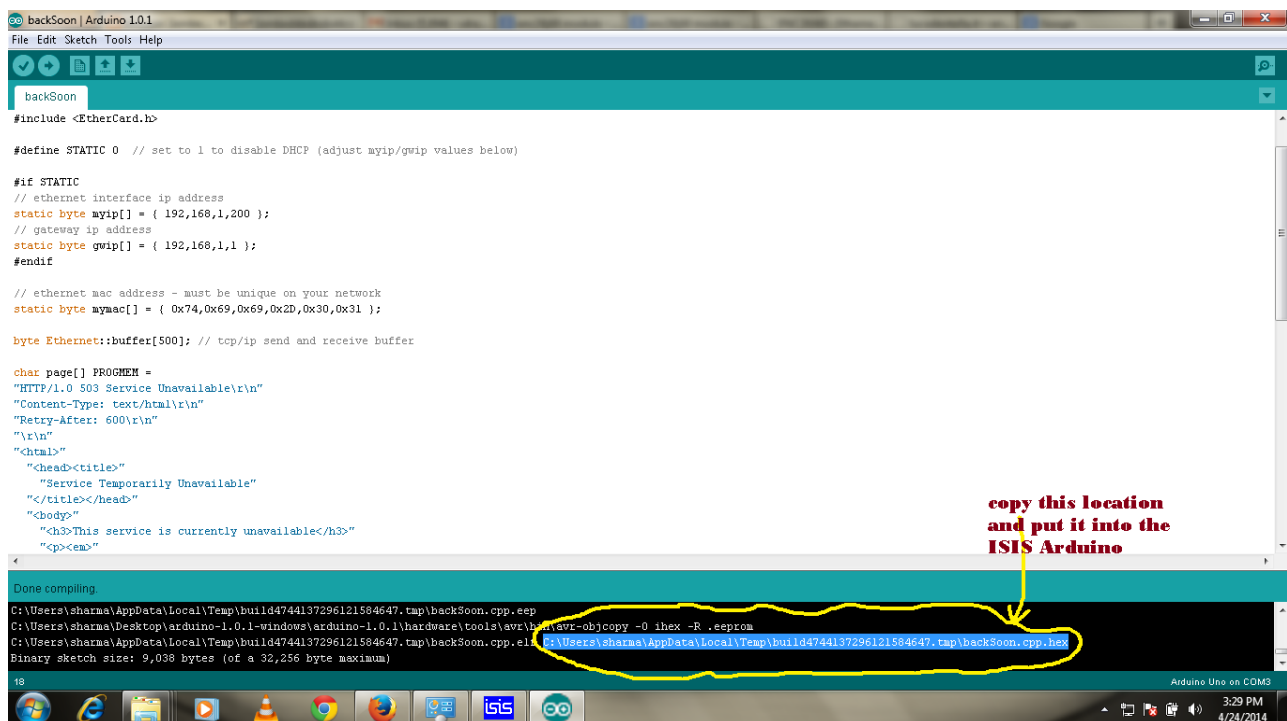 backSoon | Arduino 1.0.1
File Edit Sketch Tools Help
backSoon
#include <EtherCard.h>
#define STATIC 0  // set to 1 to disable DHCP (adjust myip/gwip values below)
#if STATIC
// ethernet interface ip address
static byte myip[] = { 192,168,1,200 };
// gateway ip address
static byte gwip[] = { 192,168,1,1 };
#endif
// ethernet mac address - must be unique on your network
static byte mymac[] = { 0x74,0x69,0x69,0x2D,0x30,0x31 };
byte Ethernet::buffer[500]; // tcp/ip send and receive buffer
char page[] PROGMEM =
"HTTP/1.0 503 Service Unavailable\r\n"
"Content-Type: text/html\r\n"
"Retry-After: 600\r\n"
"\r\n"
"<html>"
"<head><title>"
"Service Temporarily Unavailable"
"</title></head>"
"<body>"
"<h3>This service is currently unavailable</h3>"
"<p><em>"
copy this location
and put it into the
ISIS Arduino
Done compiling.
C:\Users\sharma\AppData\Local\Temp\build4744137296121584647.tmp\backSoon.cpp.eep
C:\Users\sharma\Desktop\arduino-1.0.1-windows\arduino-1.0.1\hardware\tools\avr\bin\avr-objcopy -O ihex -R .eeprom
C:\Users\sharma\AppData\Local\Temp\build4744137296121584647.tmp\backSoon.cpp.elf C:\Users\sharma\AppData\Local\Temp\build4744137296121584647.tmp\backSoon.cpp.hex
Binary sketch size: 9,038 bytes (of a 32,256 byte maximum)
18
Arduino Uno on COM3
isis
3:29 PM
4/24/2014